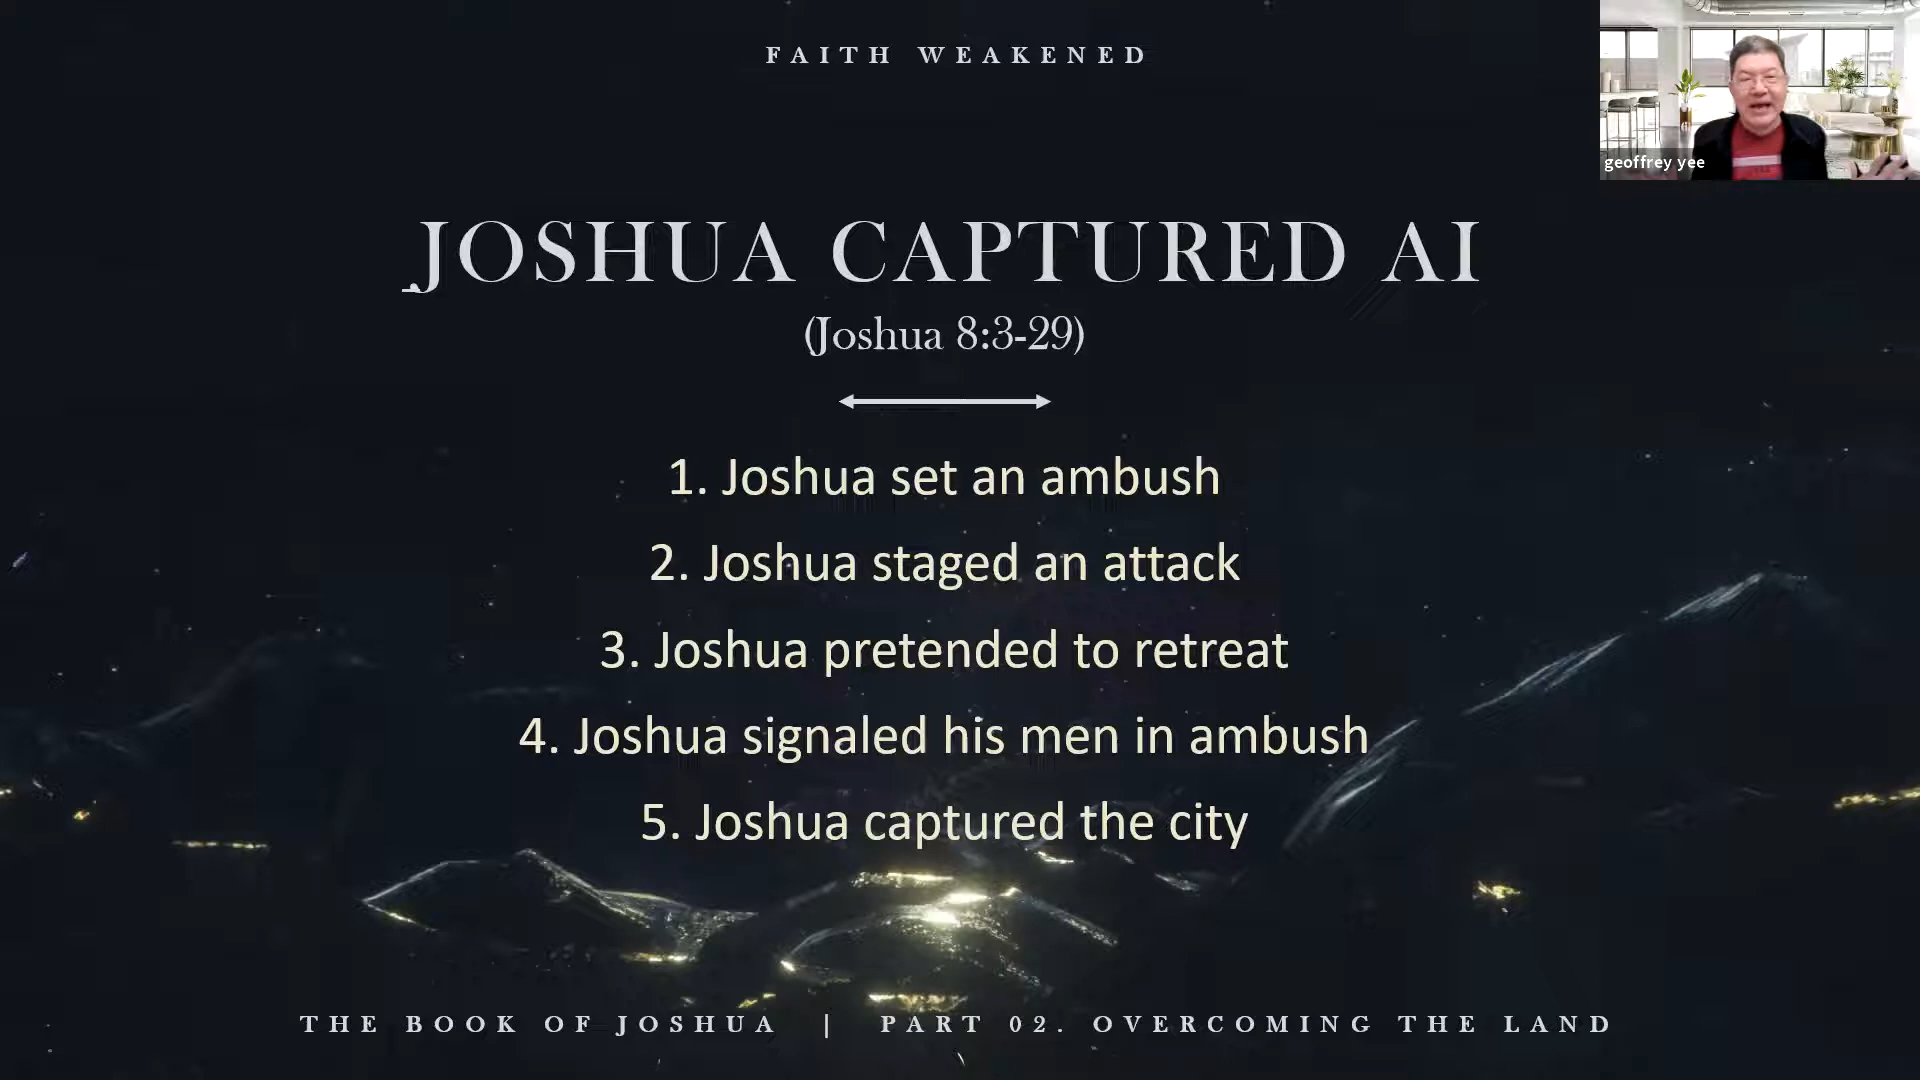 FAITH WEAKENED
geoffrey yee
JOSHUA CAPTURED AI
(Joshua 8:3-29)
1. Joshua set an ambush
2. Joshua staged an attack
3. Joshua pretended to retreat
4. Joshua signaled his men in ambush
5. Joshua captured the city
THE BOOK OF JOSHUA | PART 02. OVERCOMING THE LAND